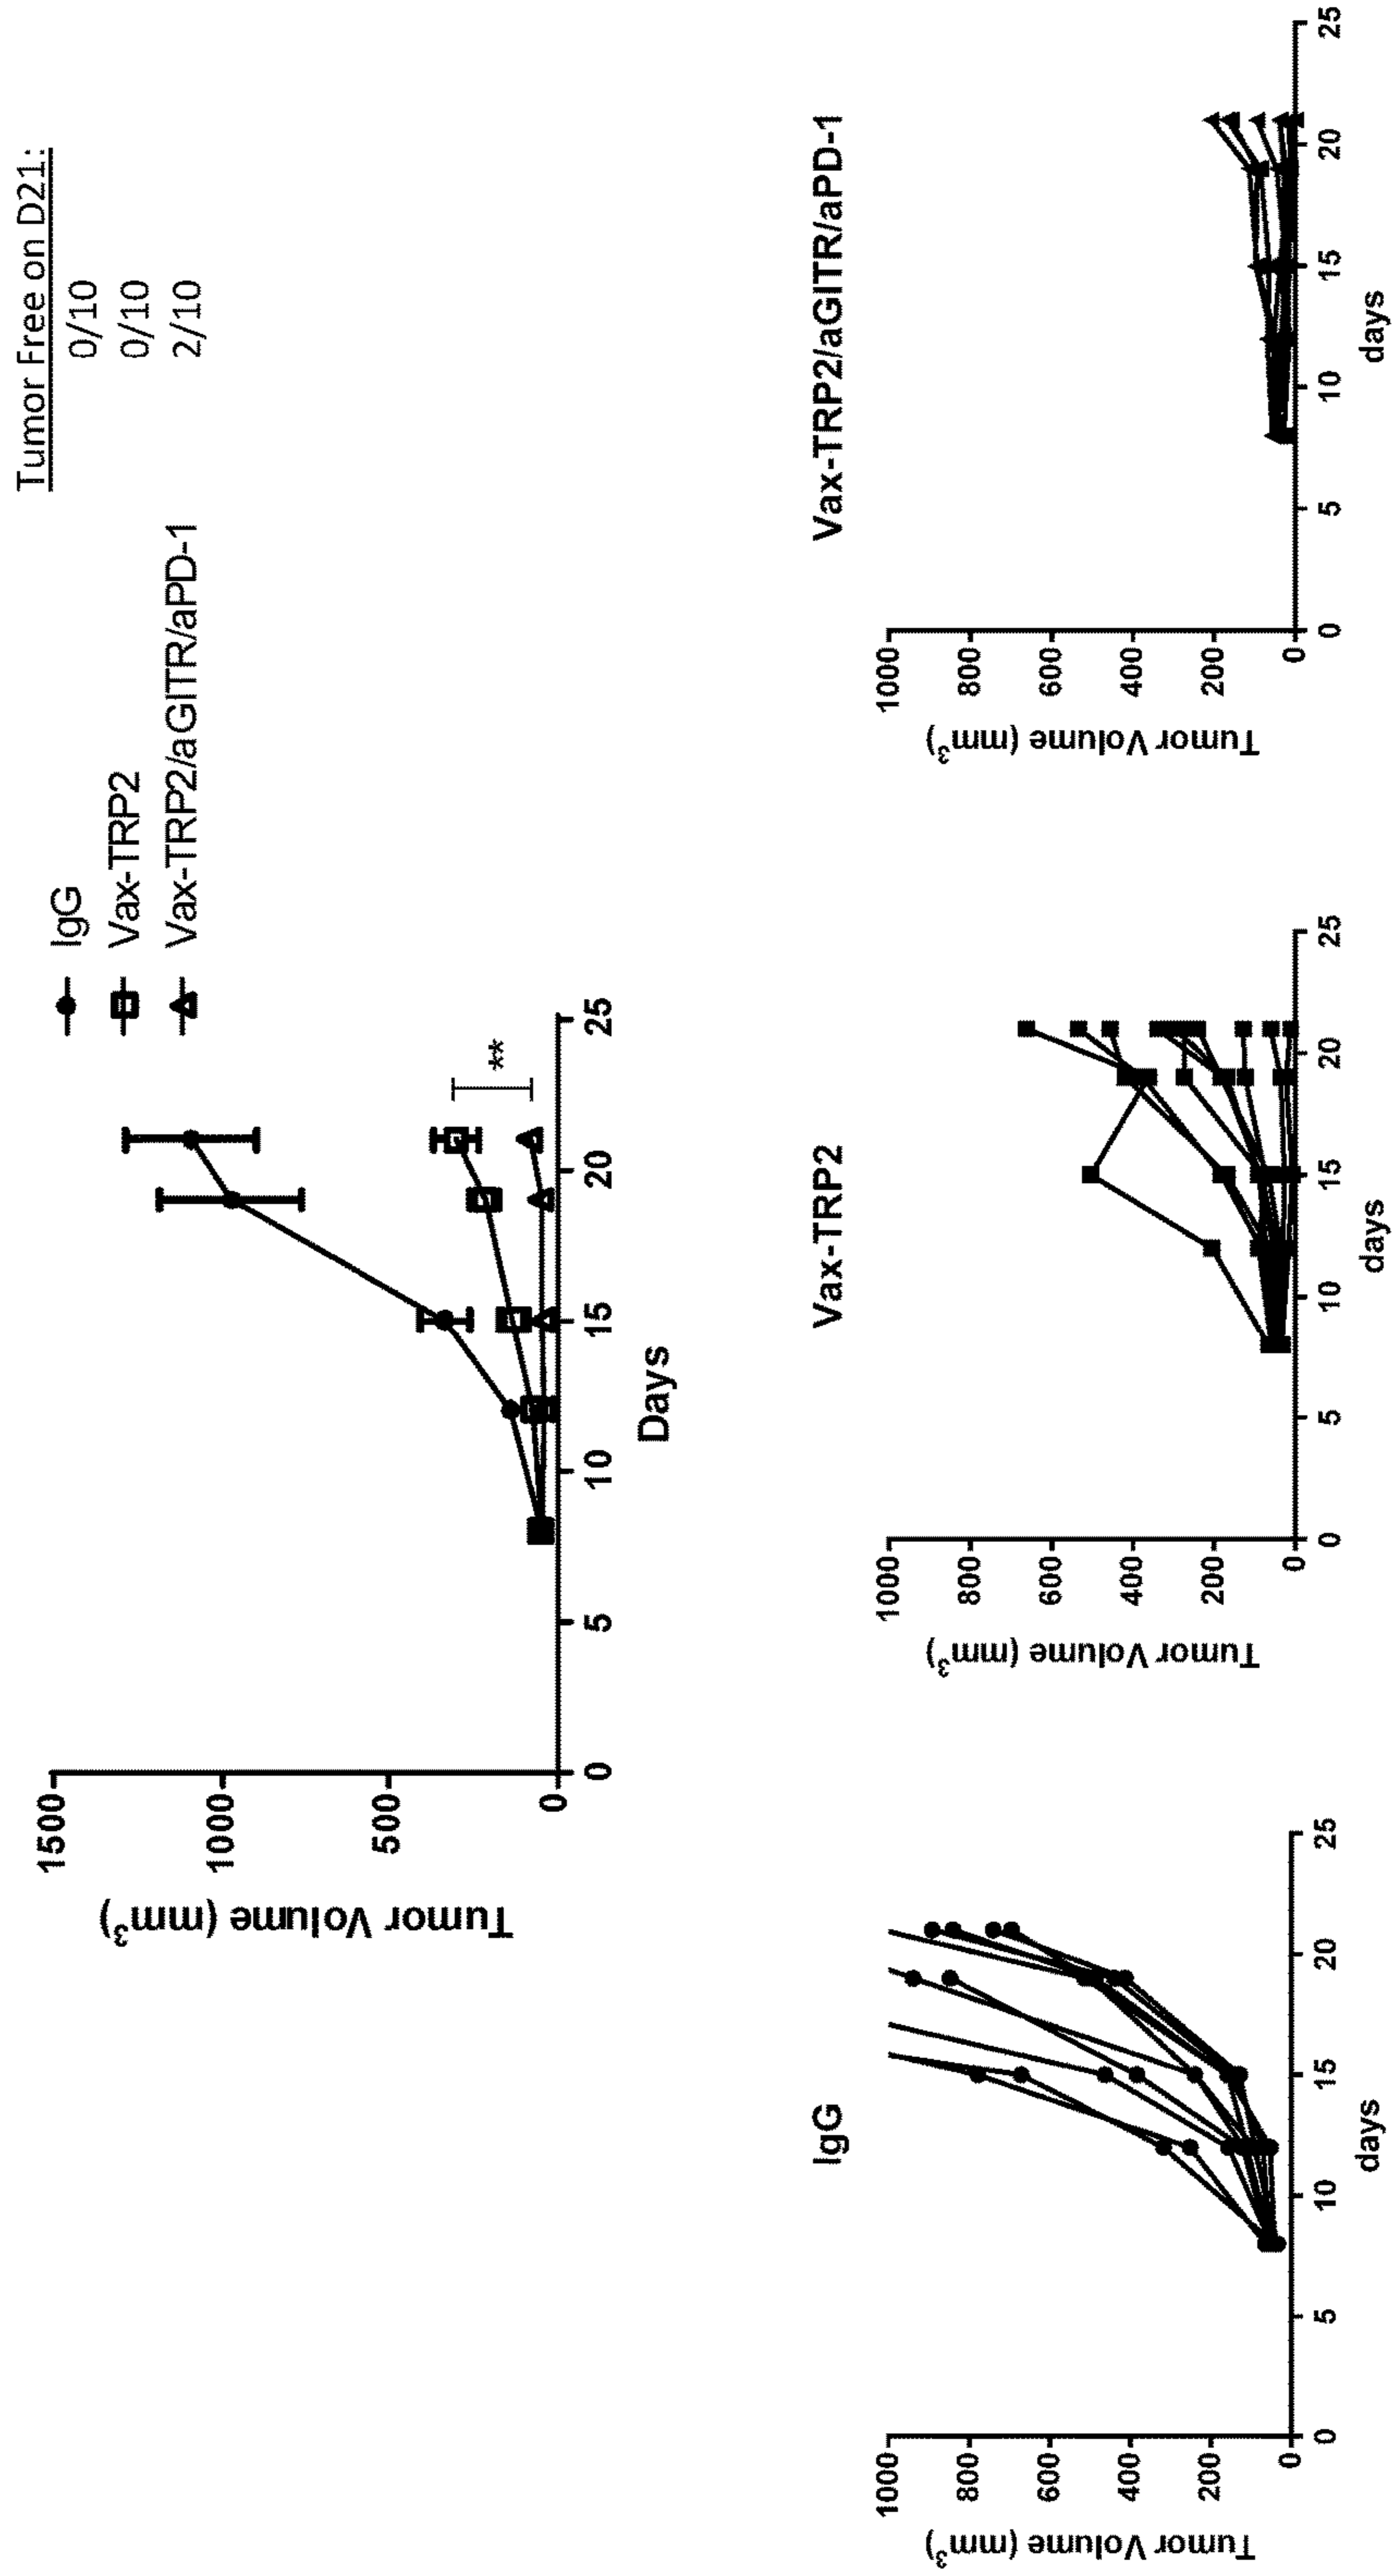 Tumor Free on D21:
IgG 0/10
Vax-TRP2 0/10
Vax-TRP2/aGITR/aPD-1 2/10
1500
1000
500
0
Tumor Volume (mm³)
**
0 5 10 15 20 25
Days
IgG
1000
800
600
400
200
0
Tumor Volume (mm³)
0 5 10 15 20 25
days
Vax-TRP2
1000
800
600
400
200
0
Tumor Volume (mm³)
0 5 10 15 20 25
days
Vax-TRP2/aGITR/aPD-1
1000
800
600
400
200
0
Tumor Volume (mm³)
0 5 10 15 20 25
days